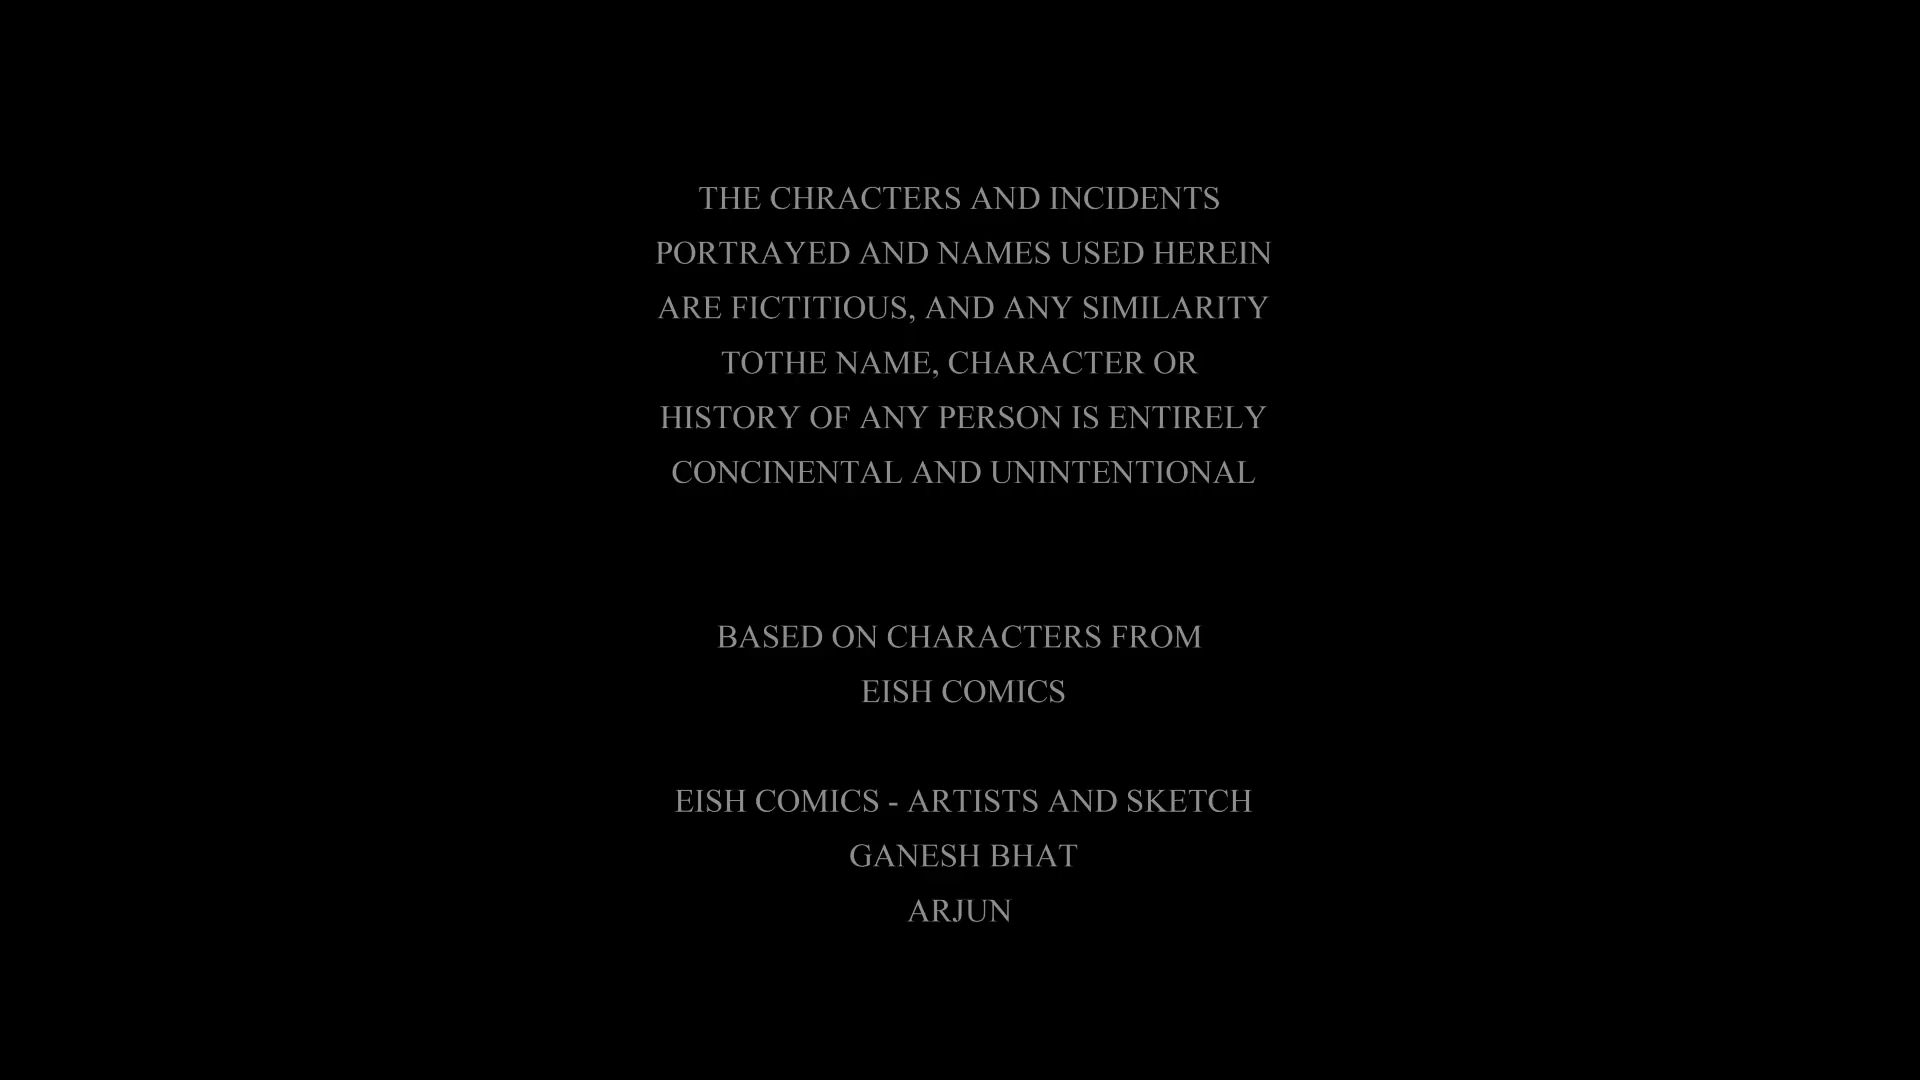 THE CHRACTERS AND INCIDENTS
PORTRAYED AND NAMES USED HEREIN
ARE FICTITIOUS, AND ANY SIMILARITY
TOTHE NAME, CHARACTER OR
HISTORY OF ANY PERSON IS ENTIRELY
CONCINENTAL AND UNINTENTIONAL
BASED ON CHARACTERS FROM
EISH COMICS
EISH COMICS - ARTISTS AND SKETCH
GANESH BHAT
ARJUN